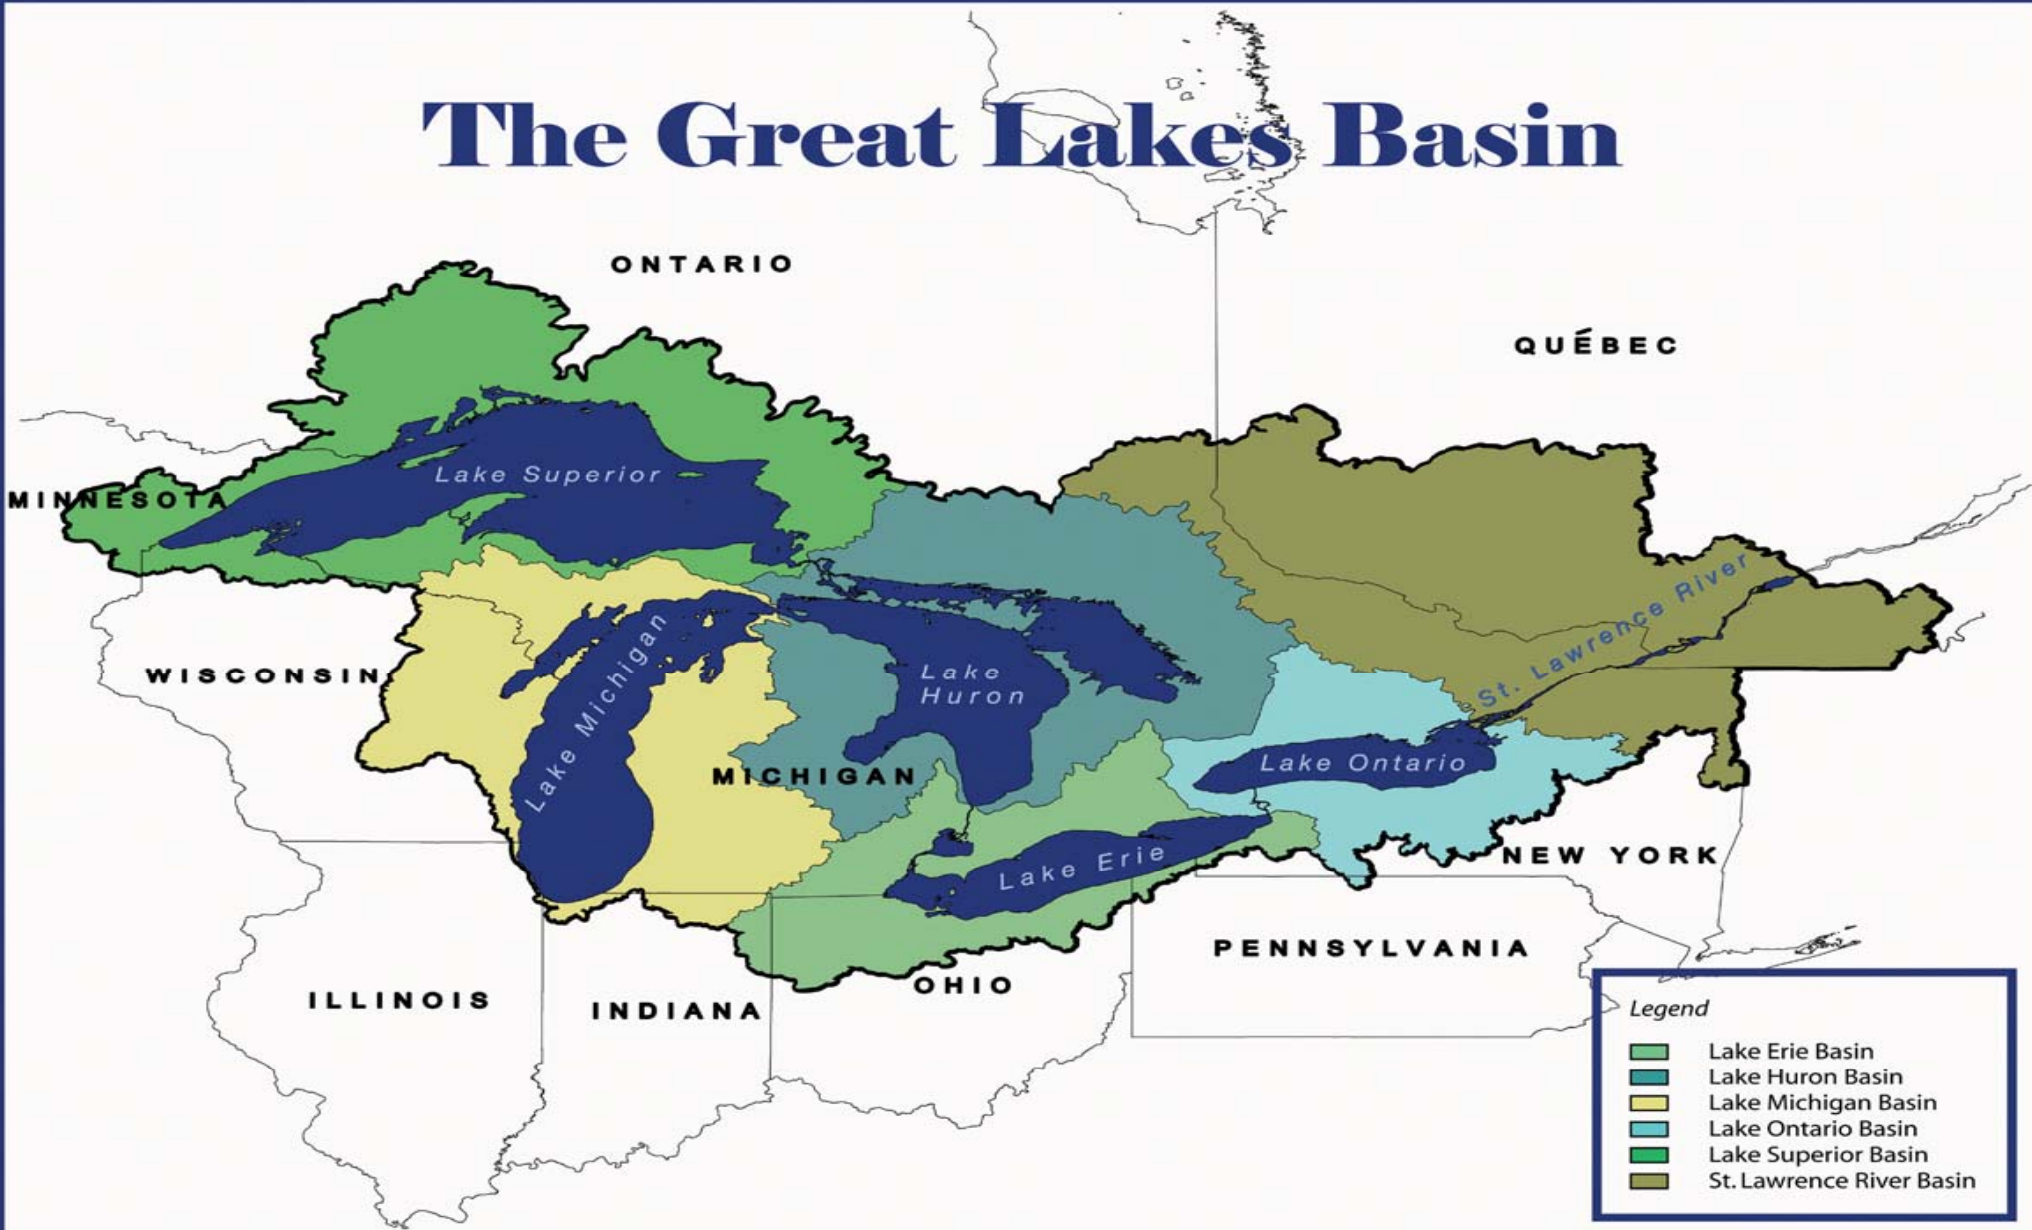 The Great Lakes Basin
ONTARIO
QUÉBEC
Lake Superior
MINNESOTA
St. Lawrence River
WISCONSIN
Lake Michigan
Lake
Huron
MICHIGAN
Lake Ontario
Lake Erie
NEW YORK
PENNSYLVANIA
OHIO
ILLINOIS
INDIANA
Legend
Lake Erie Basin
Lake Huron Basin
Lake Michigan Basin
Lake Ontario Basin
Lake Superior Basin
St. Lawrence River Basin